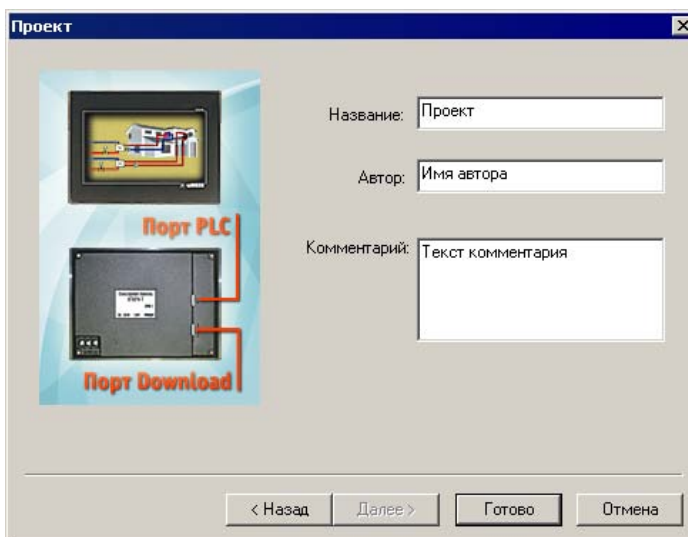 Проект
Название:
Проект
Автор:
Имя автора
Комментарий:
Текст комментария
Порт PLC
Порт Download
< Назад
Далее >
Готово
Отмена